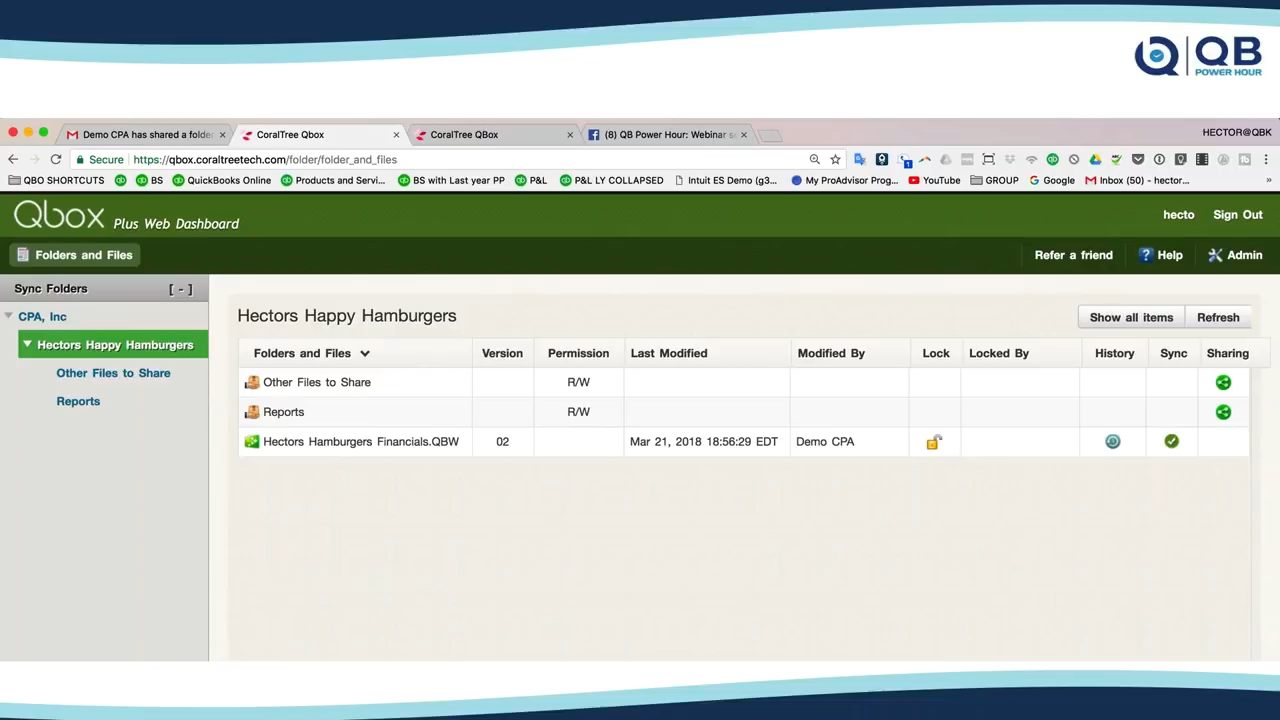 QB
POWER HOUR
Demo CPA has shared a folder
CoralTree Qbox
CoralTree QBox
(8) QB Power Hour: Webinar se
HECTOR@QBK
Secure
https://qbox.coraltreetech.com/folder/folder_and_files
QBO SHORTCUTS
BS
QuickBooks Online
Products and Servi...
BS with Last year PP
P&L
P&L LY COLLAPSED
Intuit ES Demo (g3...
My ProAdvisor Prog...
YouTube
GROUP
Google
Inbox (50) - hector...
»
Qbox Plus Web Dashboard
hecto
Sign Out
Folders and Files
Refer a friend
Help
Admin
Sync Folders [ - ]
CPA, Inc
Hectors Happy Hamburgers
Other Files to Share
Reports
Hectors Happy Hamburgers
Show all items
Refresh
Folders and Files Version Permission Last Modified Modified By Lock Locked By History Sync Sharing
Other Files to Share R/W
Reports R/W
Hectors Hamburgers Financials.QBW 02 Mar 21, 2018 18:56:29 EDT Demo CPA